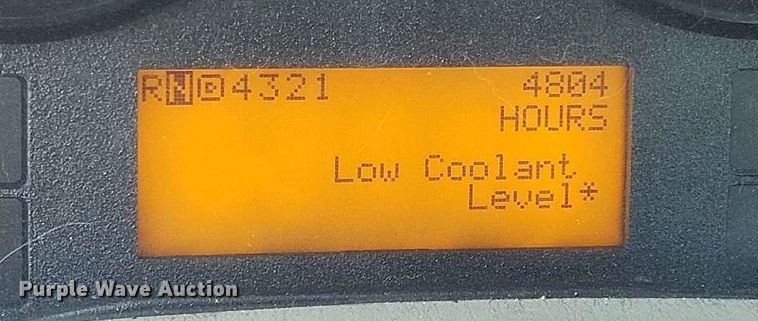 RND4321 4804
HOURS
Low Coolant
Level*
Purple Wave Auction